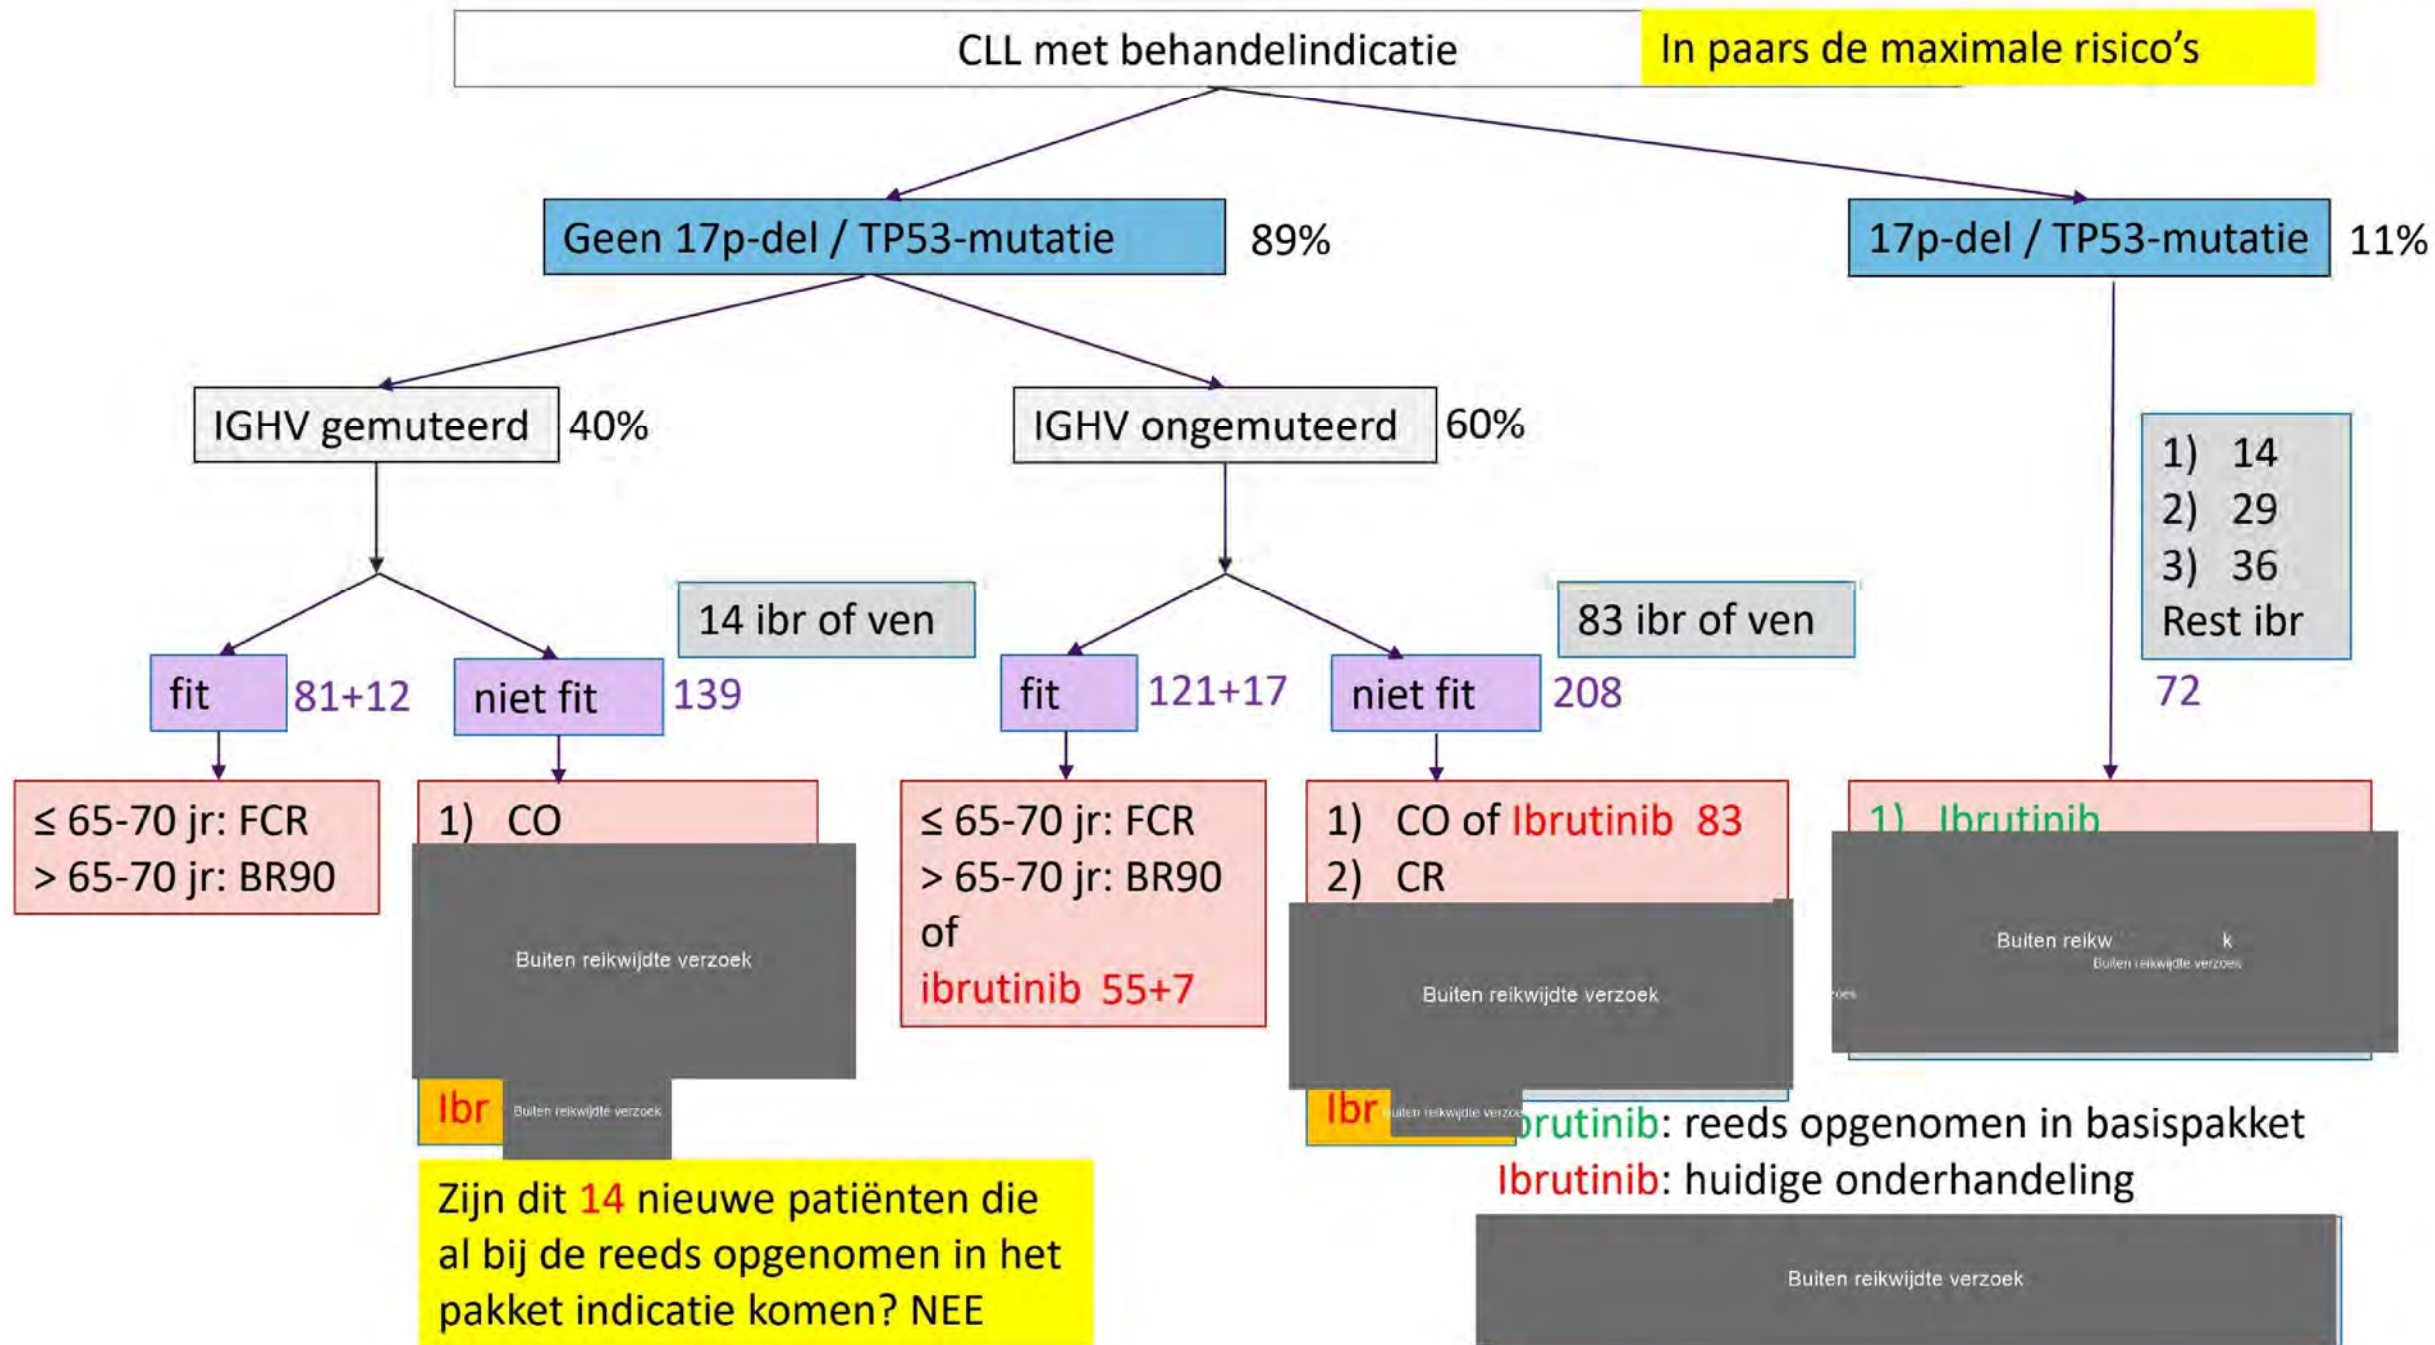 CLL met behandelindicatie
In paars de maximale risico's
Geen 17p-del / TP53-mutatie
89%
17p-del / TP53-mutatie
11%
IGHV gemuteerd
40%
IGHV ongemuteerd
60%
1) 14
2) 29
3) 36
Rest ibr
14 ibr of ven
83 ibr of ven
fit
81+12
niet fit
139
fit
121+17
niet fit
208
72
≤ 65-70 jr: FCR
> 65-70 jr: BR90
1) CO
Buiten reikwijdte verzoek
Ibr
Buiten reikwijdte verzoek
≤ 65-70 jr: FCR
> 65-70 jr: BR90
of
ibrutinib 55+7
1) CO of Ibrutinib 83
2) CR
Buiten reikwijdte verzoek
Ibr
Buiten reikwijdte verzoek
1) Ibrutinib
Buiten reikw k
Buiten reikwijdte verzoek
brutinib: reeds opgenomen in basispakket
Ibrutinib: huidige onderhandeling
Buiten reikwijdte verzoek
Zijn dit 14 nieuwe patiënten die
al bij de reeds opgenomen in het
pakket indicatie komen? NEE